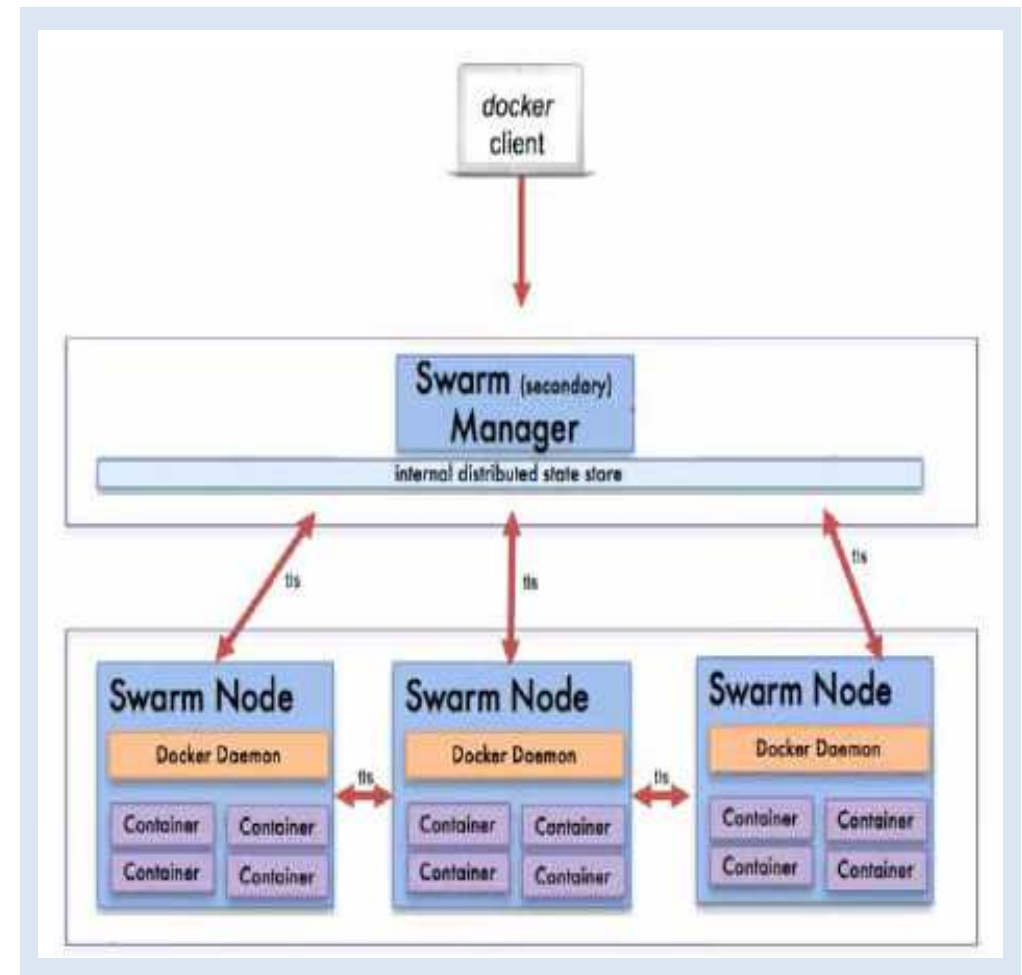 docker
client
Swarm (secondary)
Manager
internal distributed state store
tls
tls
tls
Swarm Node
Swarm Node
Swarm Node
Docker Daemon
Docker Daemon
Docker Daemon
tls
tls
Container Container
Container Container
Container Container
Container Container
Container Container
Container Container